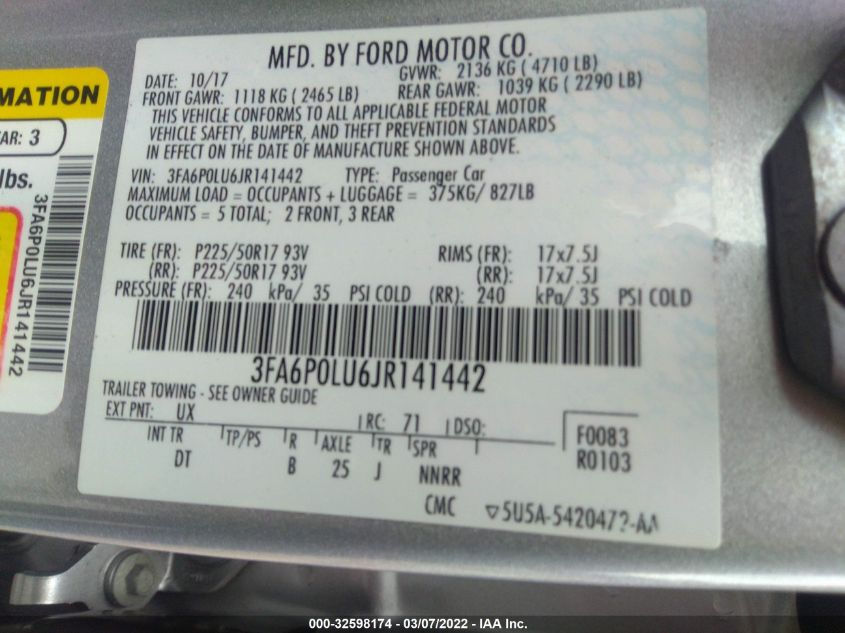 MATION
EAR: 3
lbs.
3FA6P0LU6JR141442
MFD. BY FORD MOTOR CO.
DATE: 10/17 GVWR: 2136 KG ( 4710 LB)
FRONT GAWR: 1118 KG ( 2465 LB) REAR GAWR: 1039 KG ( 2290 LB)
THIS VEHICLE CONFORMS TO ALL APPLICABLE FEDERAL MOTOR
VEHICLE SAFETY, BUMPER, AND THEFT PREVENTION STANDARDS
IN EFFECT ON THE DATE OF MANUFACTURE SHOWN ABOVE.
VIN: 3FA6P0LU6JR141442 TYPE: Passenger Car
MAXIMUM LOAD = OCCUPANTS + LUGGAGE = 375KG/ 827LB
OCCUPANTS = 5 TOTAL; 2 FRONT, 3 REAR
TIRE (FR): P225/50R17 93V RIMS (FR): 17x7.5J
(RR): P225/50R17 93V (RR): 17x7.5J
PRESSURE (FR): 240 kPa/ 35 PSI COLD (RR): 240 kPa/ 35 PSI COLD
3FA6P0LU6JR141442
TRAILER TOWING - SEE OWNER GUIDE
EXT PNT: UX RC: 71 DSO:
INT TR TP/PS R AXLE TR SPR
DT B 25 J NNRR
F0083
R0103
CMC ▽5U5A-5420472-AA
000-32598174 - 03/07/2022 - IAA Inc.